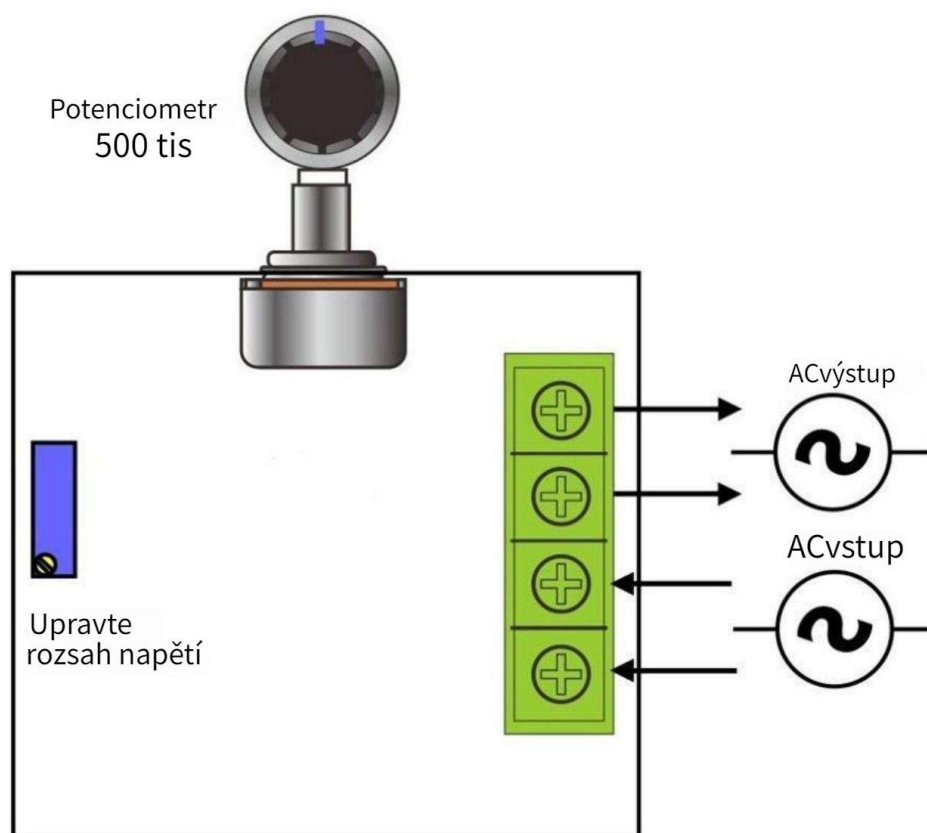 Potenciometr
500 tis
ACvýstup
ACvstup
Upravte
rozsah napětí